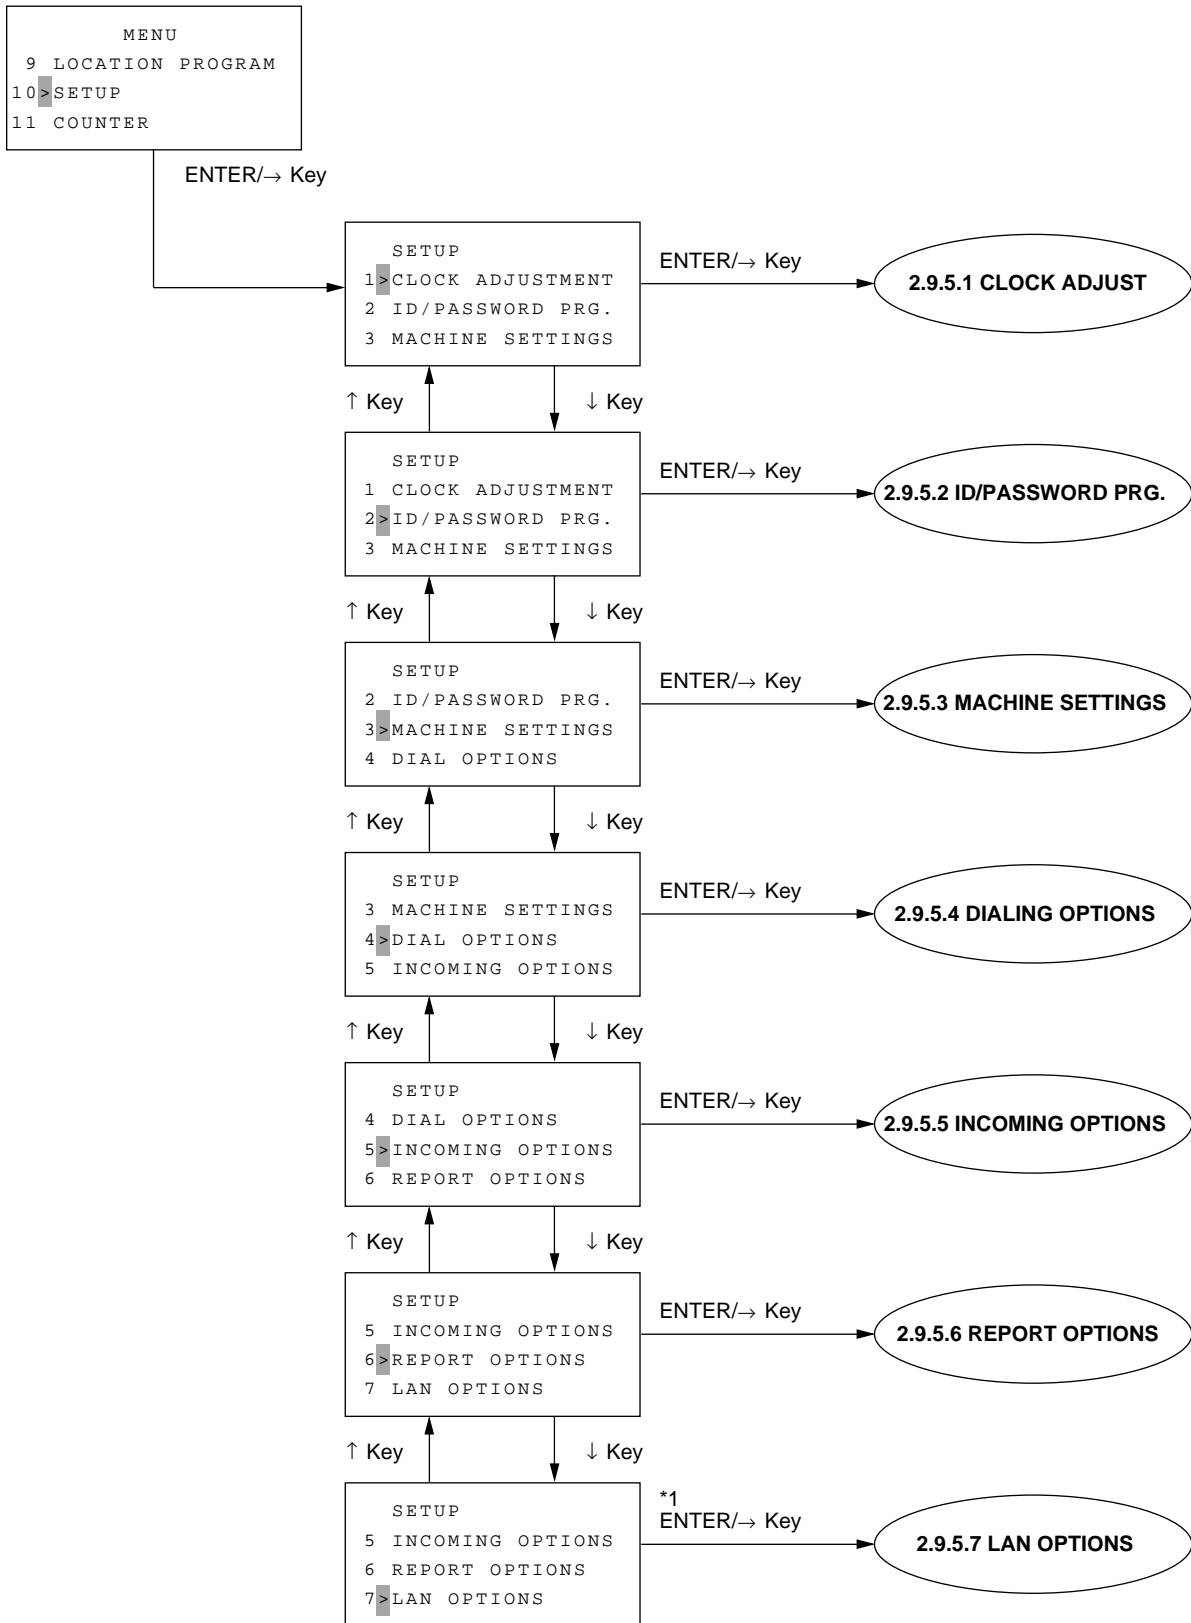 MENU
9 LOCATION PROGRAM
10>SETUP
11 COUNTER
ENTER/→ Key
SETUP
1>CLOCK ADJUSTMENT
2 ID/PASSWORD PRG.
3 MACHINE SETTINGS
ENTER/→ Key
2.9.5.1 CLOCK ADJUST
↑ Key
↓ Key
SETUP
1 CLOCK ADJUSTMENT
2>ID/PASSWORD PRG.
3 MACHINE SETTINGS
ENTER/→ Key
2.9.5.2 ID/PASSWORD PRG.
↑ Key
↓ Key
SETUP
2 ID/PASSWORD PRG.
3>MACHINE SETTINGS
4 DIAL OPTIONS
ENTER/→ Key
2.9.5.3 MACHINE SETTINGS
↑ Key
↓ Key
SETUP
3 MACHINE SETTINGS
4>DIAL OPTIONS
5 INCOMING OPTIONS
ENTER/→ Key
2.9.5.4 DIALING OPTIONS
↑ Key
↓ Key
SETUP
4 DIAL OPTIONS
5>INCOMING OPTIONS
6 REPORT OPTIONS
ENTER/→ Key
2.9.5.5 INCOMING OPTIONS
↑ Key
↓ Key
SETUP
5 INCOMING OPTIONS
6>REPORT OPTIONS
7 LAN OPTIONS
ENTER/→ Key
2.9.5.6 REPORT OPTIONS
↑ Key
↓ Key
SETUP
5 INCOMING OPTIONS
6 REPORT OPTIONS
7>LAN OPTIONS
*1
ENTER/→ Key
2.9.5.7 LAN OPTIONS